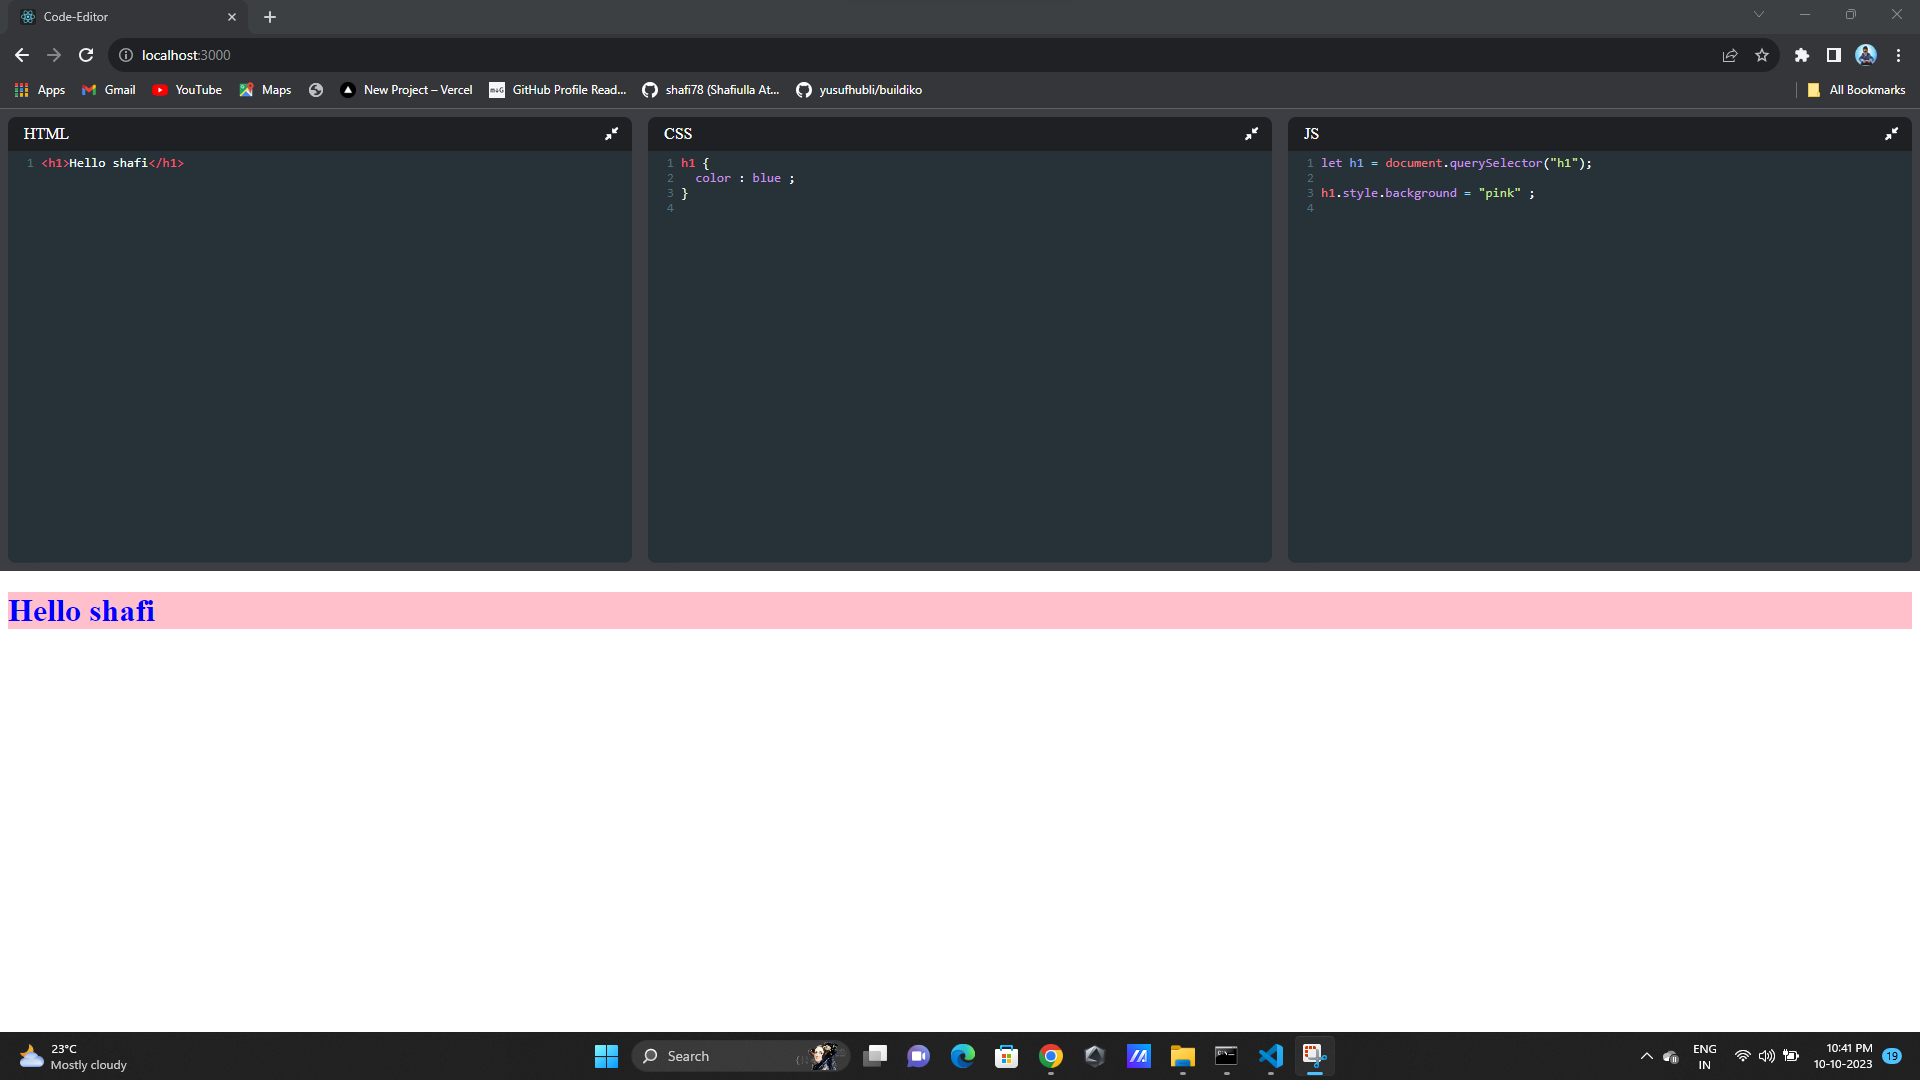 Code-Editor
localhost:3000
Apps Gmail YouTube Maps New Project – Vercel GitHub Profile Read... shafi78 (Shafiulla At... yusufhubli/buildiko All Bookmarks
HTML
1 <h1>Hello shafi</h1>
CSS
1 h1 {
2 color : blue ;
3 }
4
JS
1 let h1 = document.querySelector("h1");
2
3 h1.style.background = "pink" ;
4
Hello shafi
23°C
Mostly cloudy
Search
ENG
IN
10:41 PM
10-10-2023
19